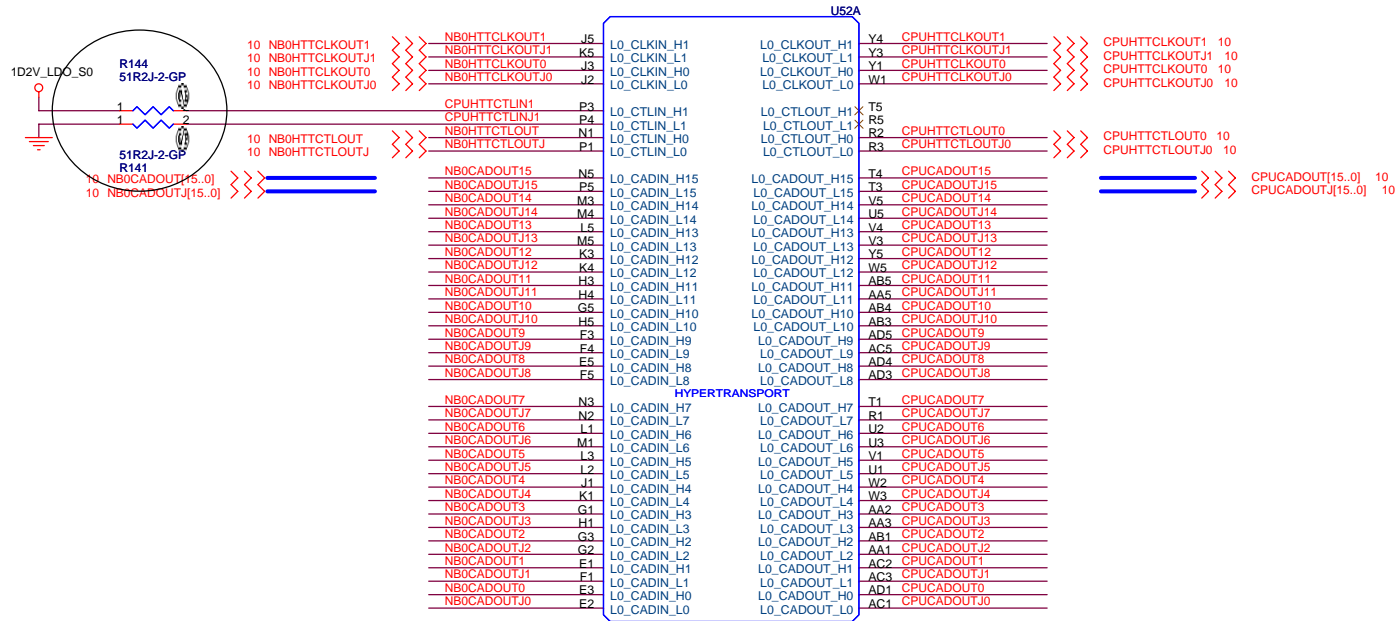 U52A
1D2V_LDO_S0
R144
51R2J-2-GP
1 2
1 2
51R2J-2-GP
R141
10 NB0HTTCLKOUT1
10 NB0HTTCLKOUTJ1
10 NB0HTTCLKOUT0
10 NB0HTTCLKOUTJ0
10 NB0HTTCTLOUT
10 NB0HTTCTLOUTJ
10 NB0CADOUT[15..0]
10 NB0CADOUTJ[15..0]
NB0HTTCLKOUT1 J5 L0_CLKIN_H1 L0_CLKOUT_H1 Y4 CPUHTTCLKOUT1
NB0HTTCLKOUTJ1 K5 L0_CLKIN_L1 L0_CLKOUT_L1 Y3 CPUHTTCLKOUTJ1
NB0HTTCLKOUT0 J3 L0_CLKIN_H0 L0_CLKOUT_H0 Y1 CPUHTTCLKOUT0
NB0HTTCLKOUTJ0 J2 L0_CLKIN_L0 L0_CLKOUT_L0 W1 CPUHTTCLKOUTJ0
CPUHTTCTLIN1 P3 L0_CTLIN_H1 L0_CTLOUT_H1 T5
CPUHTTCTLINJ1 P4 L0_CTLIN_L1 L0_CTLOUT_L1 R5
NB0HTTCTLOUT N1 L0_CTLIN_H0 L0_CTLOUT_H0 R2 CPUHTTCTLOUT0
NB0HTTCTLOUTJ P1 L0_CTLIN_L0 L0_CTLOUT_L0 R3 CPUHTTCTLOUTJ0
NB0CADOUT15 N5 L0_CADIN_H15 L0_CADOUT_H15 T4 CPUCADOUT15
NB0CADOUTJ15 P5 L0_CADIN_L15 L0_CADOUT_L15 T3 CPUCADOUTJ15
NB0CADOUT14 M3 L0_CADIN_H14 L0_CADOUT_H14 V5 CPUCADOUT14
NB0CADOUTJ14 M4 L0_CADIN_L14 L0_CADOUT_L14 U5 CPUCADOUTJ14
NB0CADOUT13 L5 L0_CADIN_H13 L0_CADOUT_H13 V4 CPUCADOUT13
NB0CADOUTJ13 M5 L0_CADIN_L13 L0_CADOUT_L13 V3 CPUCADOUTJ13
NB0CADOUT12 K3 L0_CADIN_H12 L0_CADOUT_H12 Y5 CPUCADOUT12
NB0CADOUTJ12 K4 L0_CADIN_L12 L0_CADOUT_L12 W5 CPUCADOUTJ12
NB0CADOUT11 H3 L0_CADIN_H11 L0_CADOUT_H11 AB5 CPUCADOUT11
NB0CADOUTJ11 H4 L0_CADIN_L11 L0_CADOUT_L11 AA5 CPUCADOUTJ11
NB0CADOUT10 G5 L0_CADIN_H10 L0_CADOUT_H10 AB4 CPUCADOUT10
NB0CADOUTJ10 H5 L0_CADIN_L10 L0_CADOUT_L10 AB3 CPUCADOUTJ10
NB0CADOUT9 F3 L0_CADIN_H9 L0_CADOUT_H9 AD5 CPUCADOUT9
NB0CADOUTJ9 F4 L0_CADIN_L9 L0_CADOUT_L9 AC5 CPUCADOUTJ9
NB0CADOUT8 E5 L0_CADIN_H8 L0_CADOUT_H8 AD4 CPUCADOUT8
NB0CADOUTJ8 F5 L0_CADIN_L8 L0_CADOUT_L8 AD3 CPUCADOUTJ8
HYPERTRANSPORT
NB0CADOUT7 N3 L0_CADIN_H7 L0_CADOUT_H7 T1 CPUCADOUT7
NB0CADOUTJ7 N2 L0_CADIN_L7 L0_CADOUT_L7 R1 CPUCADOUTJ7
NB0CADOUT6 L1 L0_CADIN_H6 L0_CADOUT_H6 U2 CPUCADOUT6
NB0CADOUTJ6 M1 L0_CADIN_L6 L0_CADOUT_L6 U3 CPUCADOUTJ6
NB0CADOUT5 L3 L0_CADIN_H5 L0_CADOUT_H5 V1 CPUCADOUT5
NB0CADOUTJ5 L2 L0_CADIN_L5 L0_CADOUT_L5 U1 CPUCADOUTJ5
NB0CADOUT4 J1 L0_CADIN_H4 L0_CADOUT_H4 W2 CPUCADOUT4
NB0CADOUTJ4 K1 L0_CADIN_L4 L0_CADOUT_L4 W3 CPUCADOUTJ4
NB0CADOUT3 G1 L0_CADIN_H3 L0_CADOUT_H3 AA2 CPUCADOUT3
NB0CADOUTJ3 H1 L0_CADIN_L3 L0_CADOUT_L3 AA3 CPUCADOUTJ3
NB0CADOUT2 G3 L0_CADIN_H2 L0_CADOUT_H2 AB1 CPUCADOUT2
NB0CADOUTJ2 G2 L0_CADIN_L2 L0_CADOUT_L2 AA1 CPUCADOUTJ2
NB0CADOUT1 E1 L0_CADIN_H1 L0_CADOUT_H1 AC2 CPUCADOUT1
NB0CADOUTJ1 F1 L0_CADIN_L1 L0_CADOUT_L1 AC3 CPUCADOUTJ1
NB0CADOUT0 E3 L0_CADIN_H0 L0_CADOUT_H0 AD1 CPUCADOUT0
NB0CADOUTJ0 E2 L0_CADIN_L0 L0_CADOUT_L0 AC1 CPUCADOUTJ0
CPUHTTCLKOUT1 10
CPUHTTCLKOUTJ1 10
CPUHTTCLKOUT0 10
CPUHTTCLKOUTJ0 10
CPUHTTCTLOUT0 10
CPUHTTCTLOUTJ0 10
CPUCADOUT[15..0] 10
CPUCADOUTJ[15..0] 10